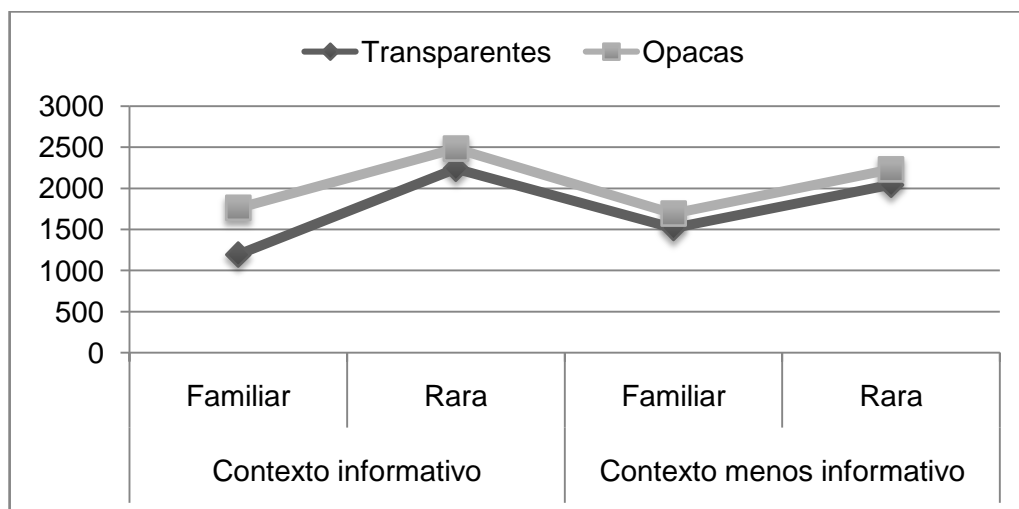 Transparentes Opacas
3000
2500
2000
1500
1000
500
0
Familiar Rara Familiar Rara
Contexto informativo Contexto menos informativo